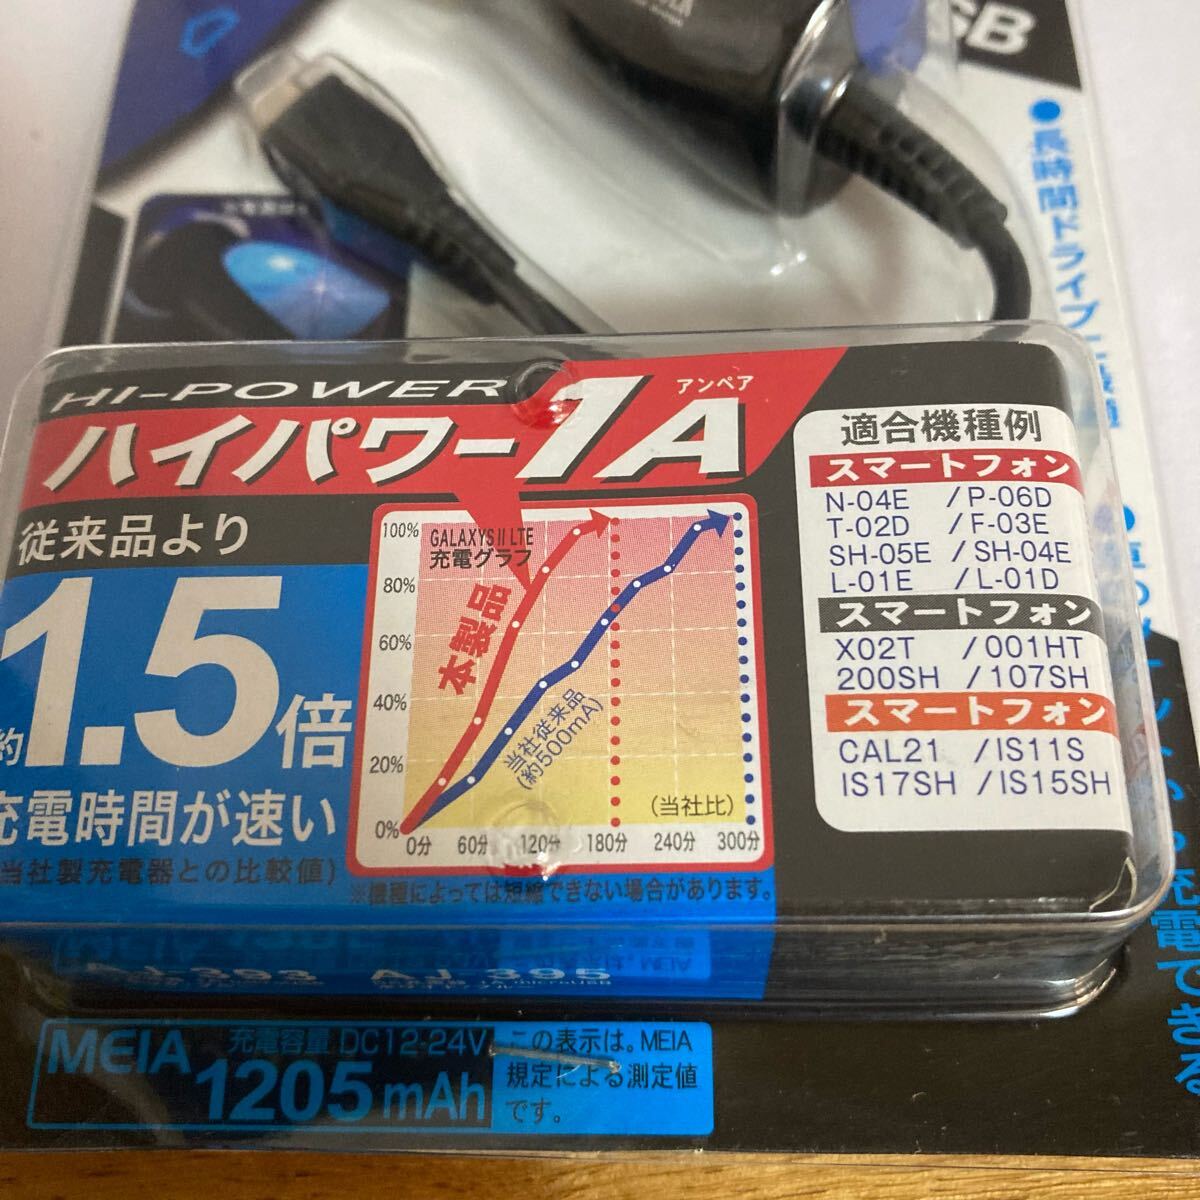 SB
●長時間ドライブに最適
HI-POWER
ハイパワー1A
アンペア
従来品より
約1.5倍
充電時間が速い
(当社製充電器との比較値)
100%
80%
60%
40%
20%
0%
GALAXYSⅡLTE
充電グラフ
本製品
当社従来品
(約500mA)
(当社比)
0分 60分 120分 180分 240分 300分
※機種によっては短縮できない場合があります。
適合機種例
スマートフォン
N-04E / P-06D
T-02D / F-03E
SH-05E / SH-04E
L-01E / L-01D
スマートフォン
X02T / 001HT
200SH / 107SH
スマートフォン
CAL21 / IS11S
IS17SH / IS15SH
充電できる
AJ-393 AJ-395
microUSB
MEIA 充電容量 DC12-24V
1205mAh
この表示は。MEIA
規定による測定値
です。